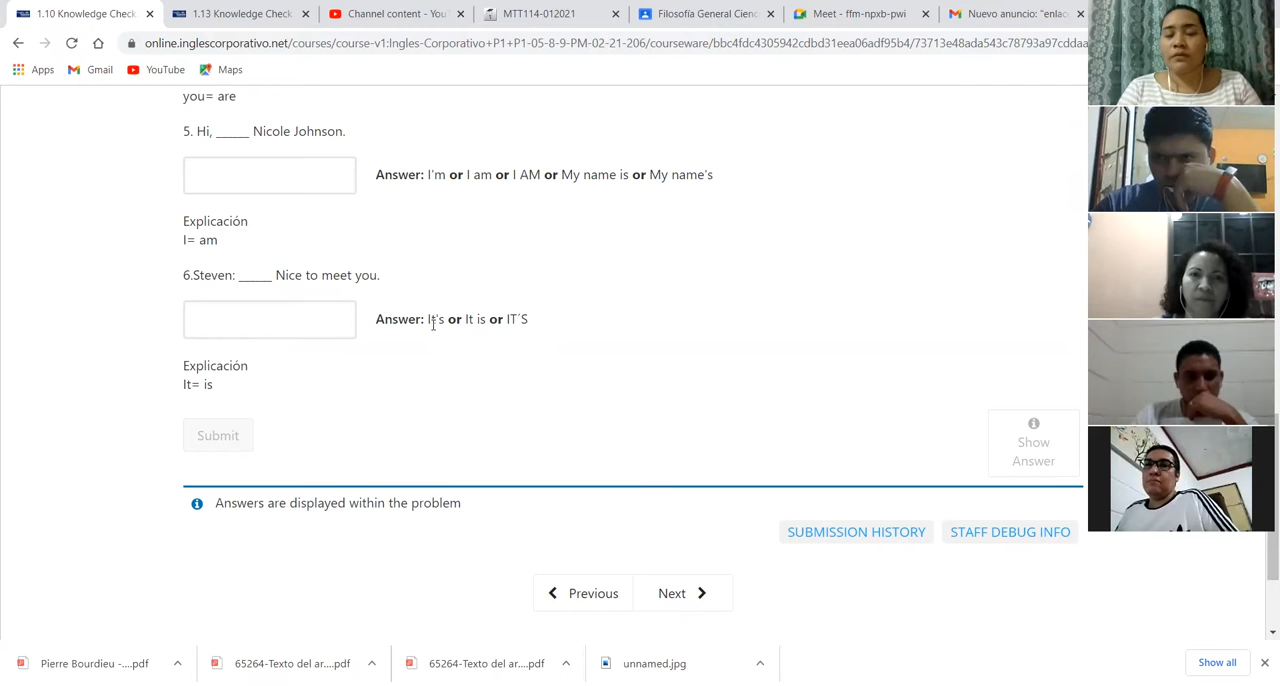 1.10 Knowledge Check
1.13 Knowledge Check
Channel content - You
MTT114-012021
Filosofía General Cienc
Meet - ffm-npxb-pwi
Nuevo anuncio: "enlac
online.inglescorporativo.net/courses/course-v1:Ingles-Corporativo+P1+P1-05-8-9-PM-02-21-206/courseware/bbc4fdc4305942cdbd31eea06adf95b4/73713e48ada543c78793a97cddaa
Apps
Gmail
YouTube
Maps
you= are
5. Hi, _____ Nicole Johnson.
Answer: I'm or I am or I AM or My name is or My name's
Explicación
I= am
6.Steven: _____ Nice to meet you.
Answer: It's or It is or IT´S
Explicación
It= is
Submit
Show
Answer
Answers are displayed within the problem
SUBMISSION HISTORY
STAFF DEBUG INFO
Previous
Next
Pierre Bourdieu -....pdf
65264-Texto del ar....pdf
65264-Texto del ar....pdf
unnamed.jpg
Show all